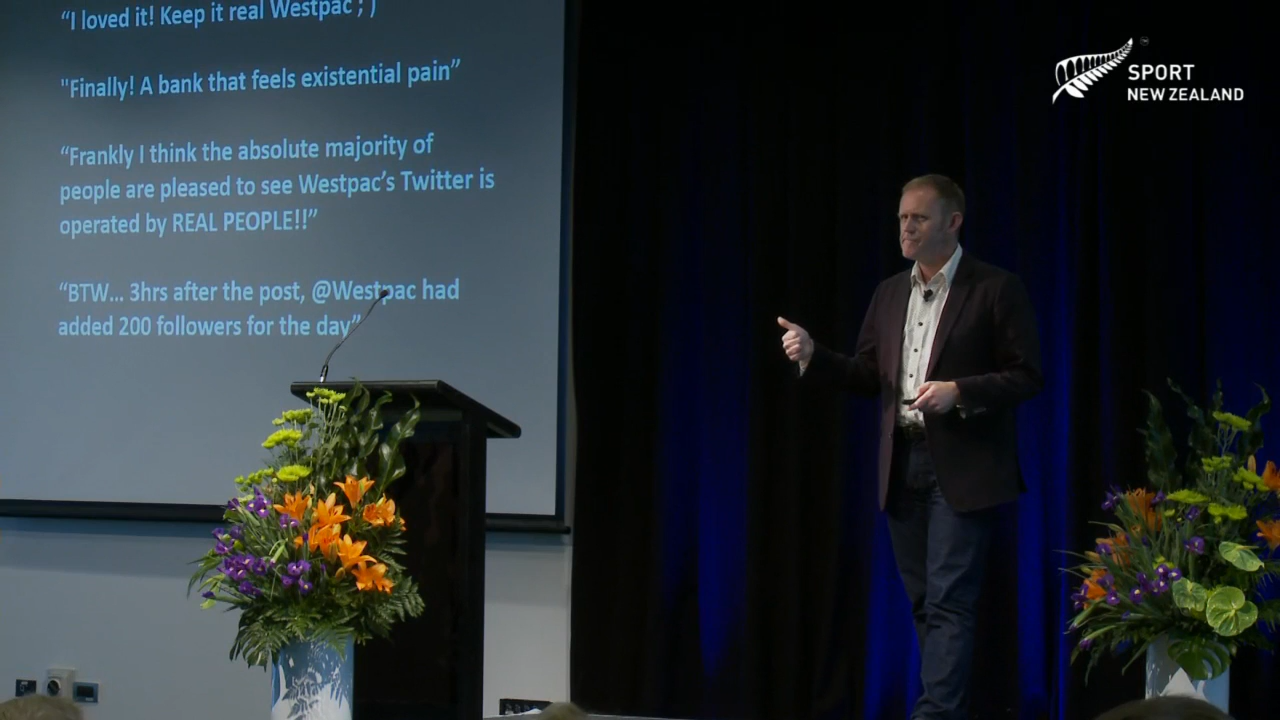 “I loved it! Keep it real Westpac ; )
"Finally! A bank that feels existential pain”
“Frankly I think the absolute majority of
people are pleased to see Westpac’s Twitter is
operated by REAL PEOPLE!!”
“BTW... 3hrs after the post, @Westpac had
added 200 followers for the day”
SPORT
NEW ZEALAND